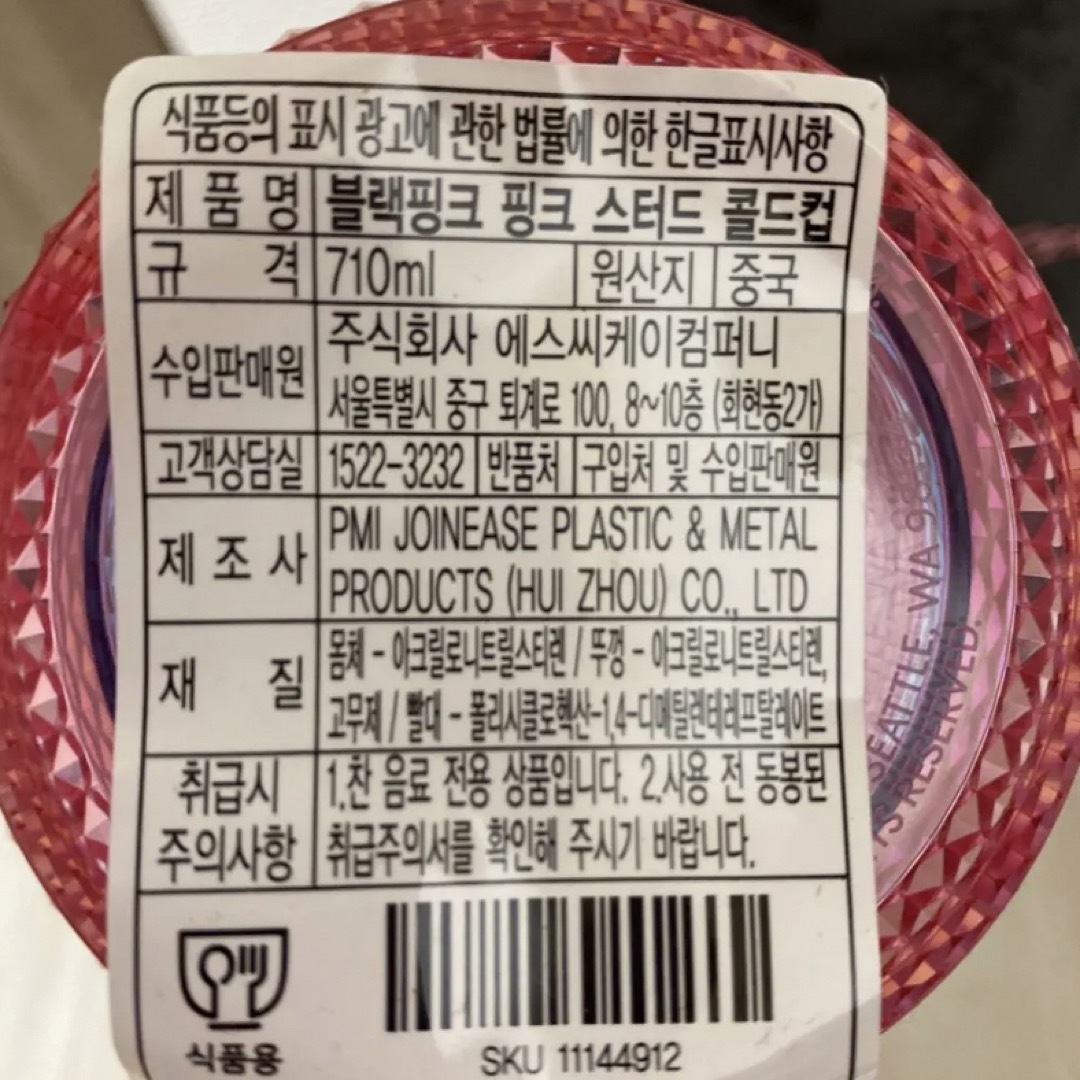 식품등의 표시 광고에 관한 법률에 의한 한글표시사항
제 품 명 블랙핑크 핑크 스터드 콜드컵
규 격 710ml 원산지 중국
수입판매원 주식회사 에스씨케이컴퍼니
서울특별시 중구 퇴계로 100, 8~10층 (회현동2가)
고객상담실 1522-3232 반품처 구입처 및 수입판매원
제 조 사 PMI JOINEASE PLASTIC & METAL
PRODUCTS (HUI ZHOU) CO., LTD
재 질 몸체 - 아크릴로니트릴스티렌 / 뚜껑 - 아크릴로니트릴스티렌,
고무제 / 빨대 - 폴리시클로헥산-1,4-디메틸렌테레프탈레이트
취급시 주의사항 1.찬 음료 전용 상품입니다. 2.사용 전 동봉된
취급주의서를 확인해 주시기 바랍니다.
식품용
SKU 11144912
SEATTLE, WA
RESERVED.